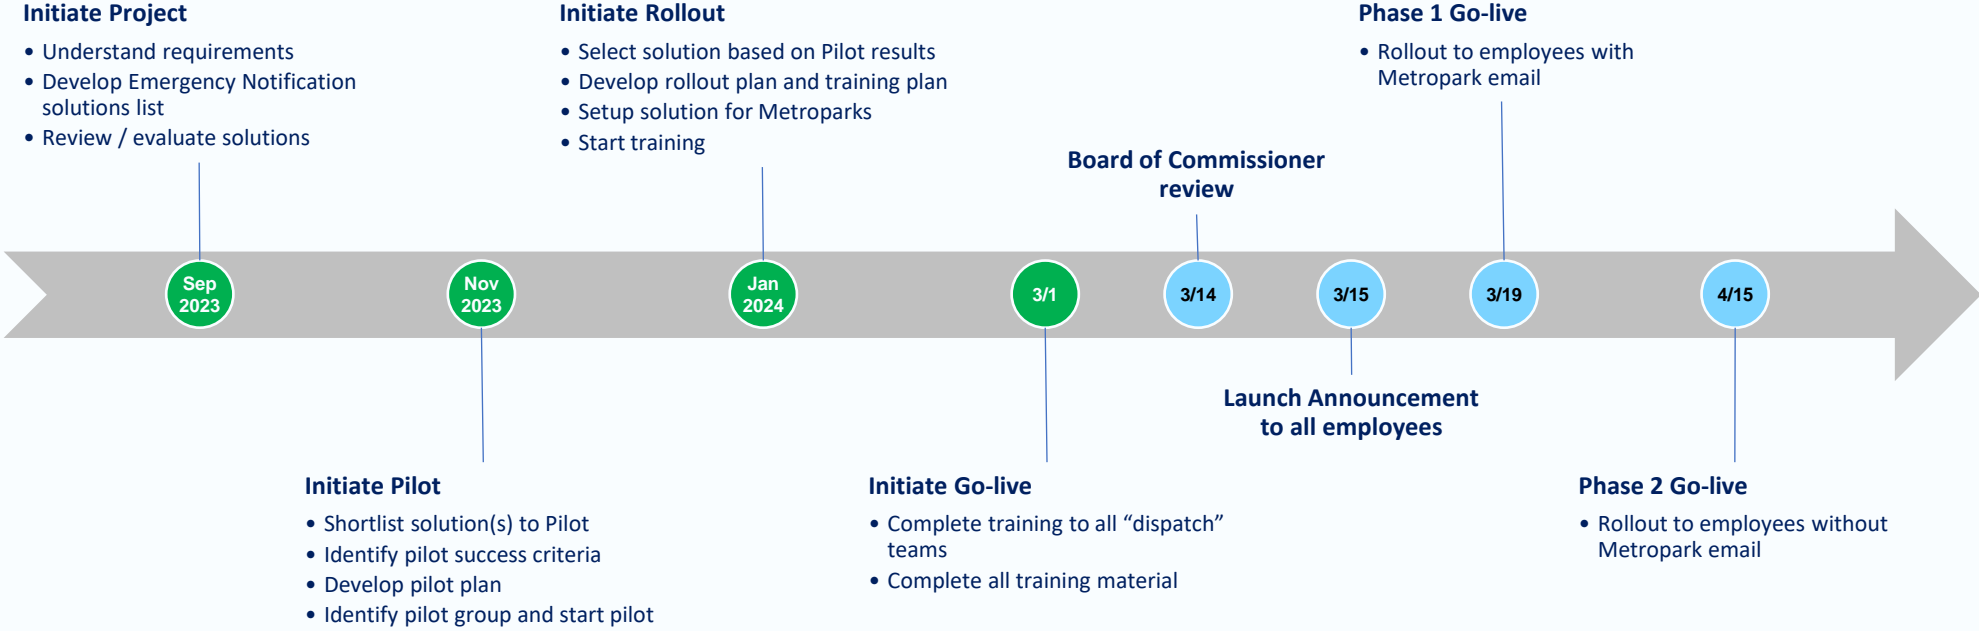 Initiate Project
• Understand requirements
• Develop Emergency Notification
solutions list
• Review / evaluate solutions
Initiate Rollout
• Select solution based on Pilot results
• Develop rollout plan and training plan
• Setup solution for Metroparks
• Start training
Board of Commissioner
review
Phase 1 Go-live
• Rollout to employees with
Metropark email
Sep
2023
Nov
2023
Jan
2024
3/1
3/14
3/15
3/19
4/15
Initiate Pilot
• Shortlist solution(s) to Pilot
• Identify pilot success criteria
• Develop pilot plan
• Identify pilot group and start pilot
Initiate Go-live
• Complete training to all “dispatch”
teams
• Complete all training material
Launch Announcement
to all employees
Phase 2 Go-live
• Rollout to employees without
Metropark email